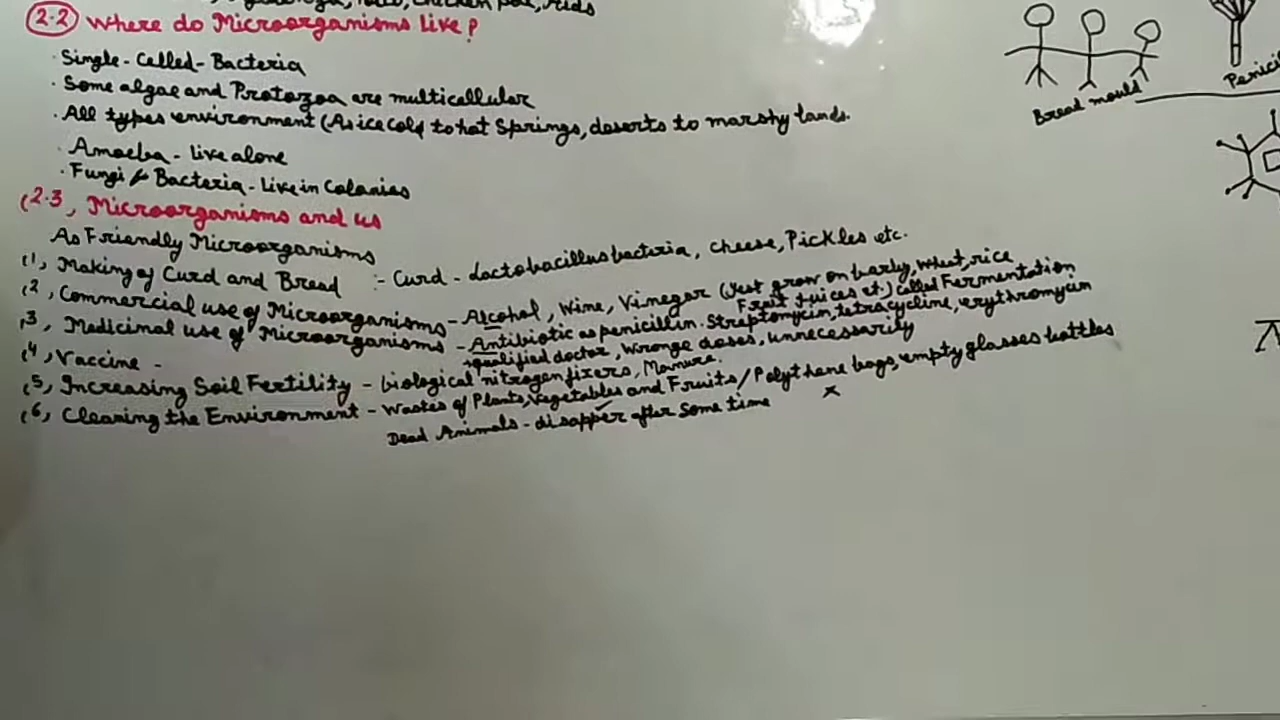 Chicken Pox, Aids
2.2 Where do Microorganisms Live?
· Single-Celled-Bacteria
· Some algae and Protozoa are multicellular
· All types environment (As ice cold to hot Springs, deserts to marshy lands.
· Amoeba - Live alone
· Fungi & Bacteria - Live in Colonies
(2.3, Microorganisms and us
As Friendly Microorganisms
(1, Making of Curd and Bread :- Curd - Lactobacillus bacteria, Cheese, Pickles etc.
(2, Commercial use of Microorganisms - Alcohol, Wine, Vinegar (Yest grow on barly, wheat, rice
Fruit Juices et.) called Fermentation
(3, Medicinal use of Microorganisms - Antibiotic as penicillin. Streptomycin, tetracycline, erythromycin
qualified doctor, Wronge doses, unnecessarily
(4, Vaccine -
(5, Increasing Soil Fertility - biological nitrogen fixers, Manure.
(6, Clearing the Environment - Wastes of Plants, Vegetables and Fruits/Polythane bags, empty glasses bottles
Dead Animals - disapper after Some time ×
Bread mould
Penicil